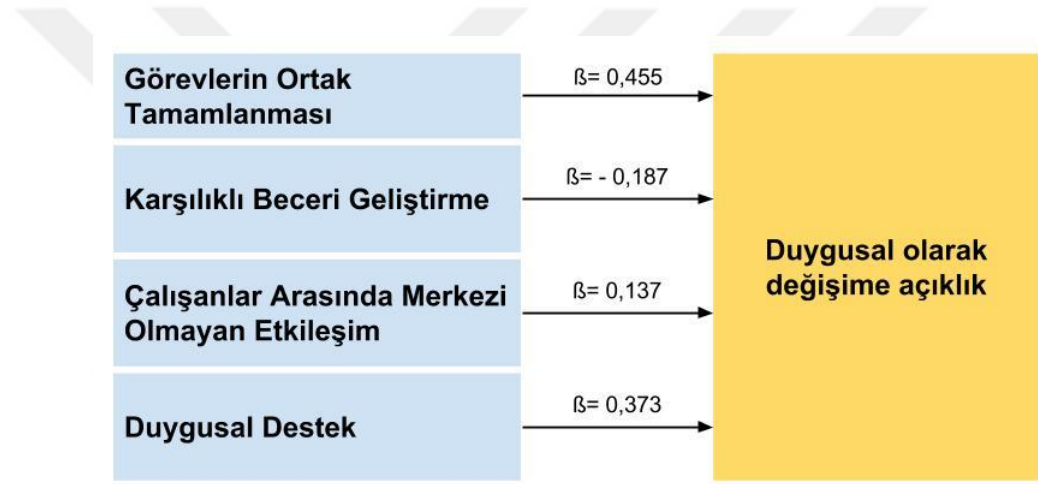 Görevlerin Ortak
Tamamlanması
ß= 0,455
Karşılıklı Beceri Geliştirme
ß= - 0,187
Çalışanlar Arasında Merkezi
Olmayan Etkileşim
ß= 0,137
Duygusal Destek
ß= 0,373
Duygusal olarak
değişime açıklık